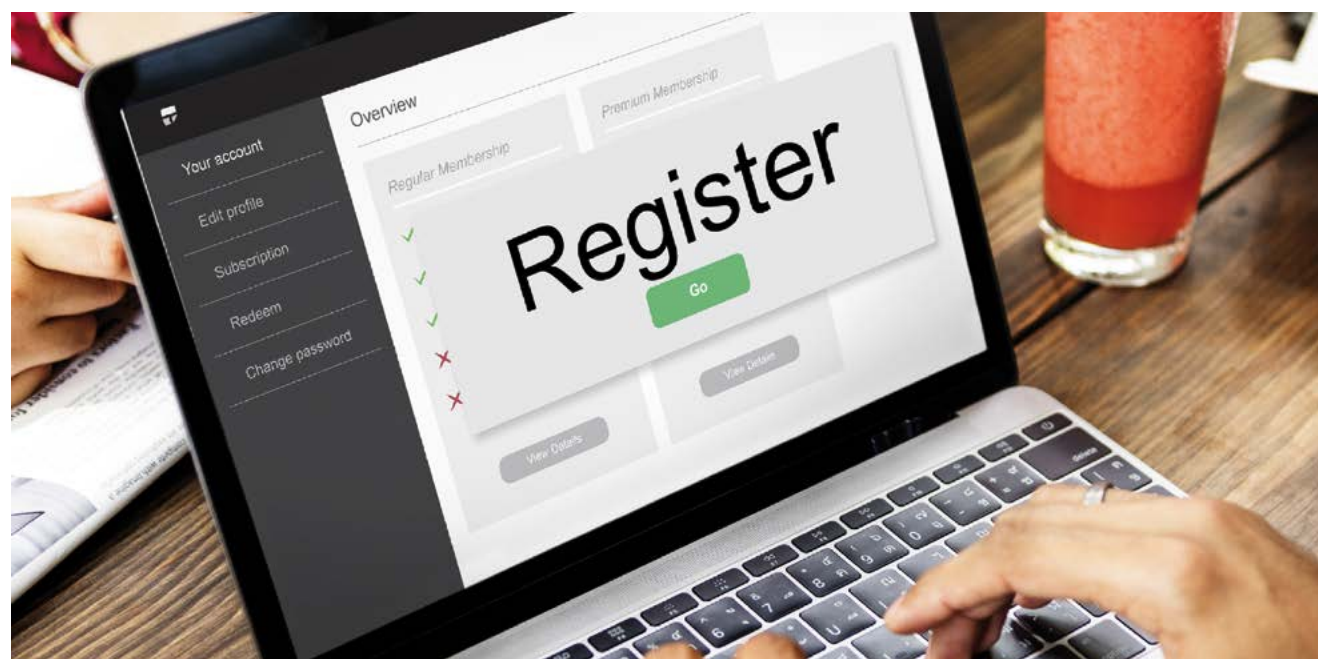 Overview
Your account
Edit profile
Subscription
Redeem
Change password
Regular Membership
Premium Membership
Register
Go
View Details
View Details
delete